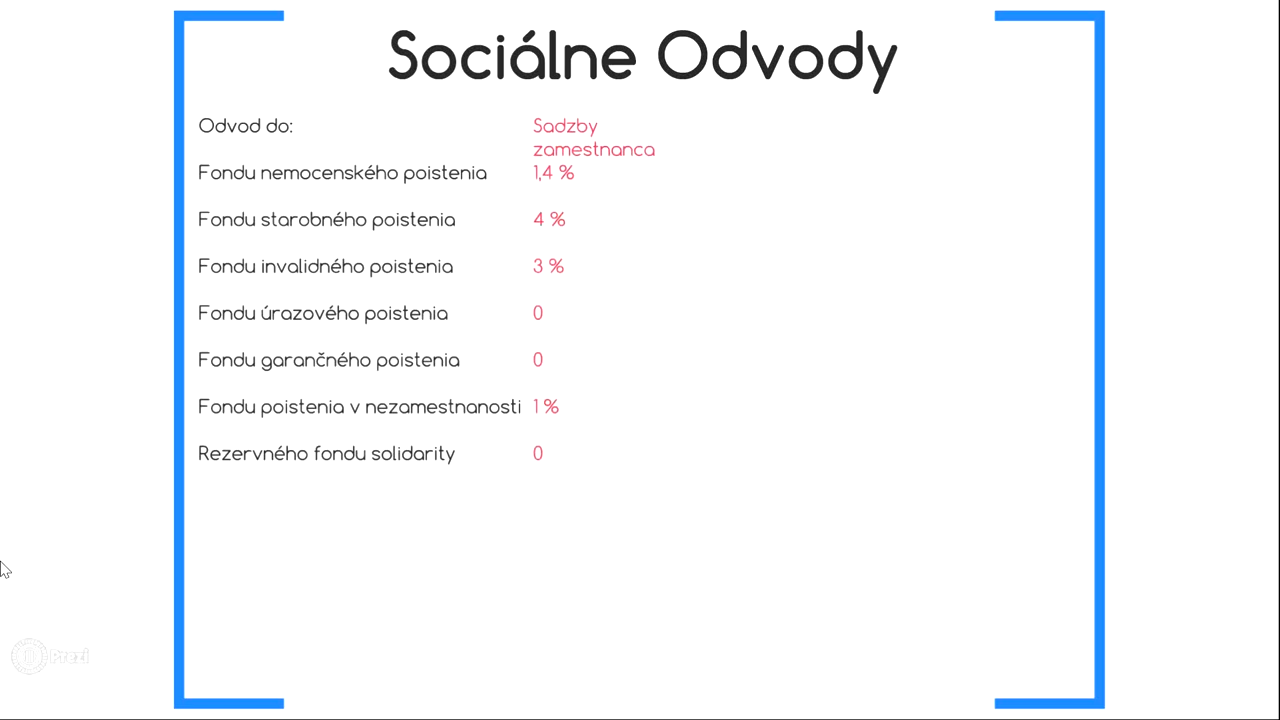 Sociálne Odvody
Odvod do: Sadzby zamestnanca
Fondu nemocenského poistenia 1,4 %
Fondu starobného poistenia 4 %
Fondu invalidného poistenia 3 %
Fondu úrazového poistenia 0
Fondu garančného poistenia 0
Fondu poistenia v nezamestnanosti 1 %
Rezervného fondu solidarity 0
Prezi